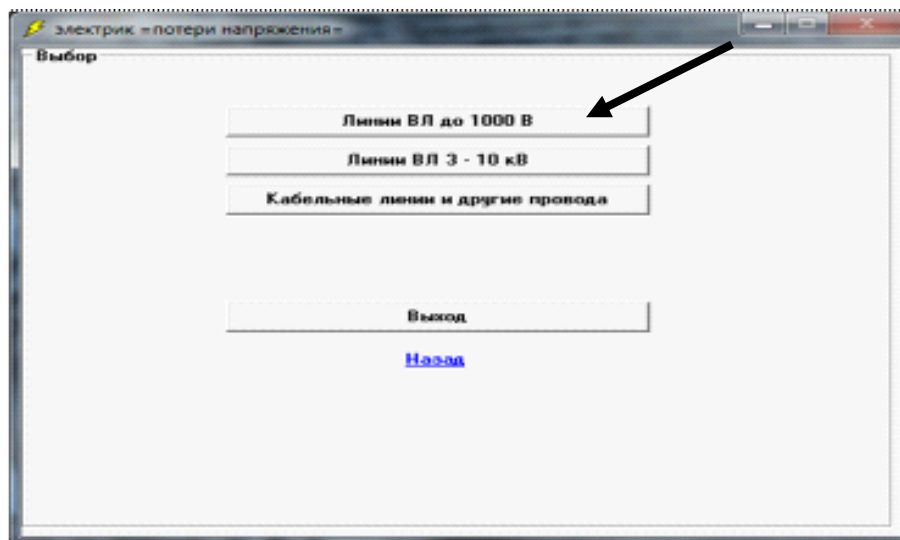 электрик =потери напряжения=
Выбор
Линии ВЛ до 1000 В
Линии ВЛ 3 - 10 кВ
Кабельные линии и другие провода
Выход
Назад